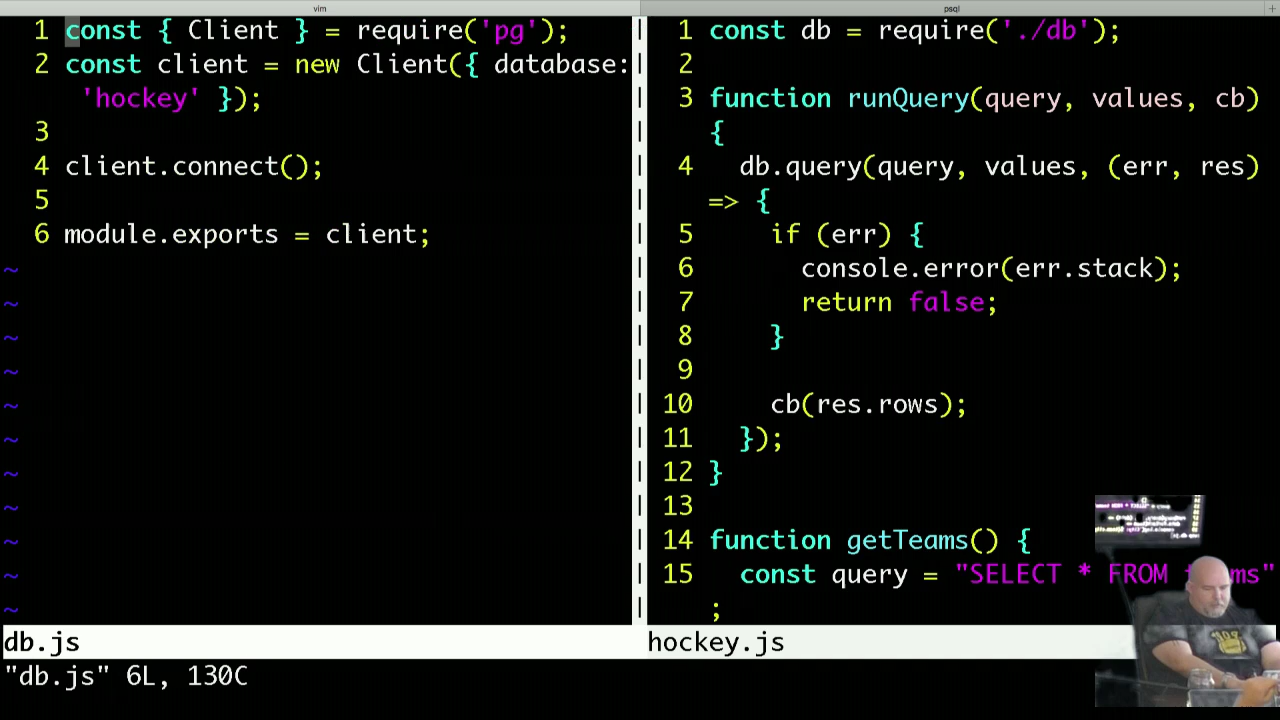 vim
psql
+
1 const { Client } = require('pg');
2 const client = new Client({ database:
'hockey' });
3
4 client.connect();
5
6 module.exports = client;
~
~
~
~
~
~
~
~
~
~
~
db.js
"db.js" 6L, 130C
1 const db = require('./db');
2
3 function runQuery(query, values, cb)
{
4 db.query(query, values, (err, res)
=> {
5 if (err) {
6 console.error(err.stack);
7 return false;
8 }
9
10 cb(res.rows);
11 });
12 }
13
14 function getTeams() {
15 const query = "SELECT * FROM teams"
;
hockey.js